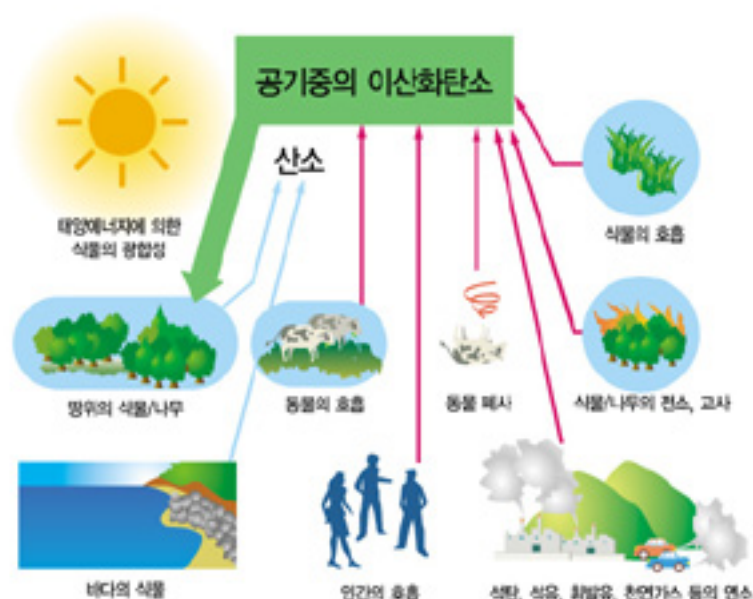 공기중의 이산화탄소
산소
태양에너지에 의한
식물의 광합성
식물의 호흡
땅위의 식물/나무
동물의 호흡
동물 폐사
식물/나무의 전소, 고사
바다의 식물
인간의 호흡
석탄, 석유, 휘발유, 천연가스 등의 연소